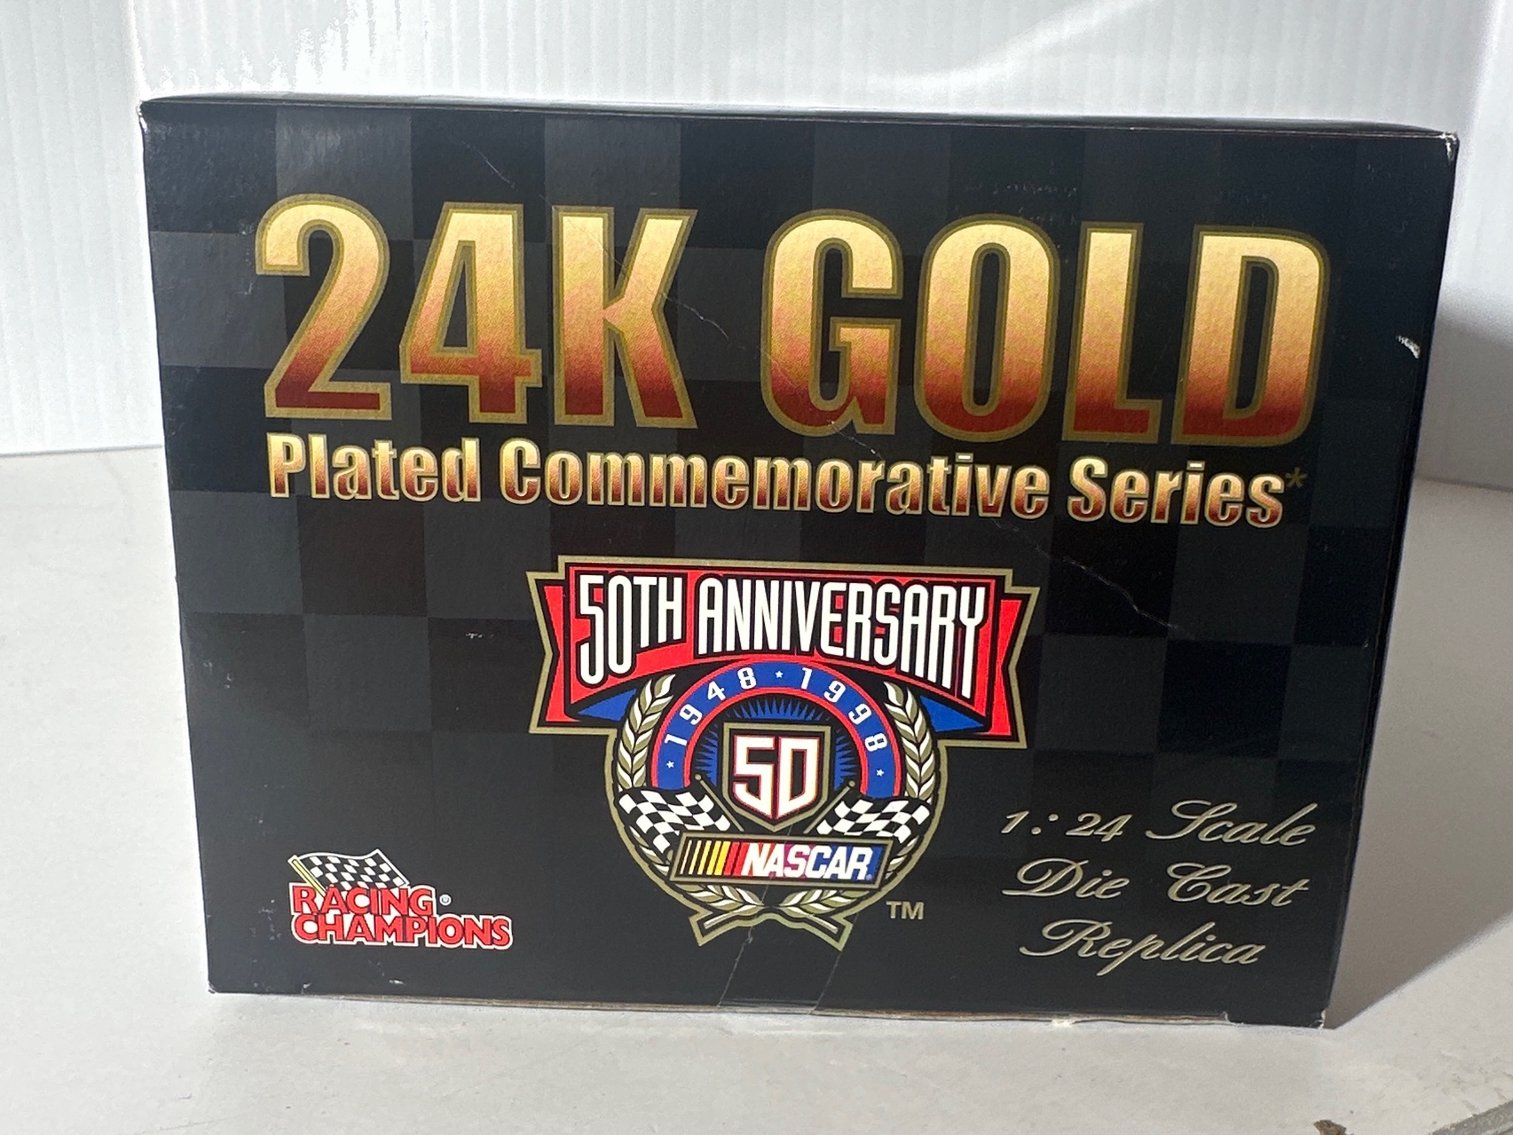 24K GOLD
Plated Commemorative Series*
50TH ANNIVERSARY
1948 · 1998
50
NASCAR®
TM
1:24 Scale
Die Cast
Replica
RACING®
CHAMPIONS